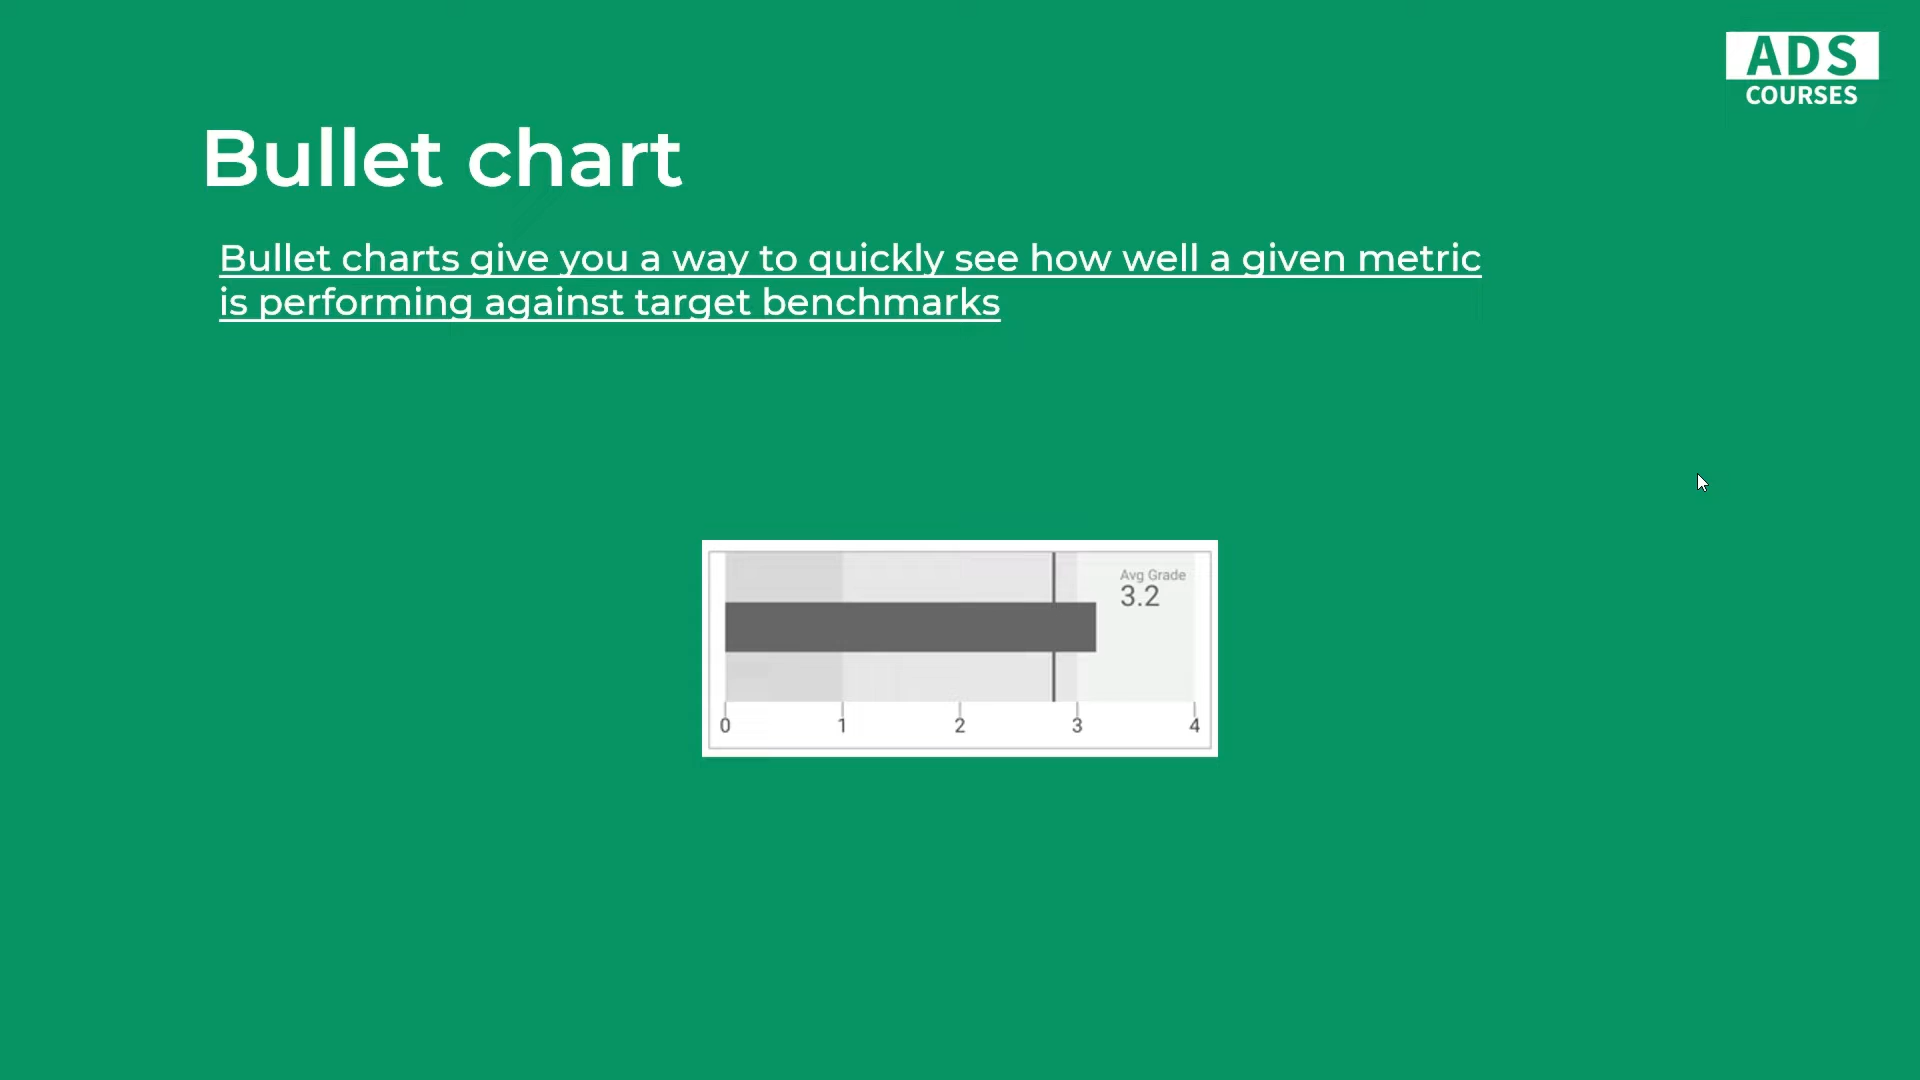 ADS
COURSES
Bullet chart
Bullet charts give you a way to quickly see how well a given metric
is performing against target benchmarks
Avg Grade
3.2
0 1 2 3 4